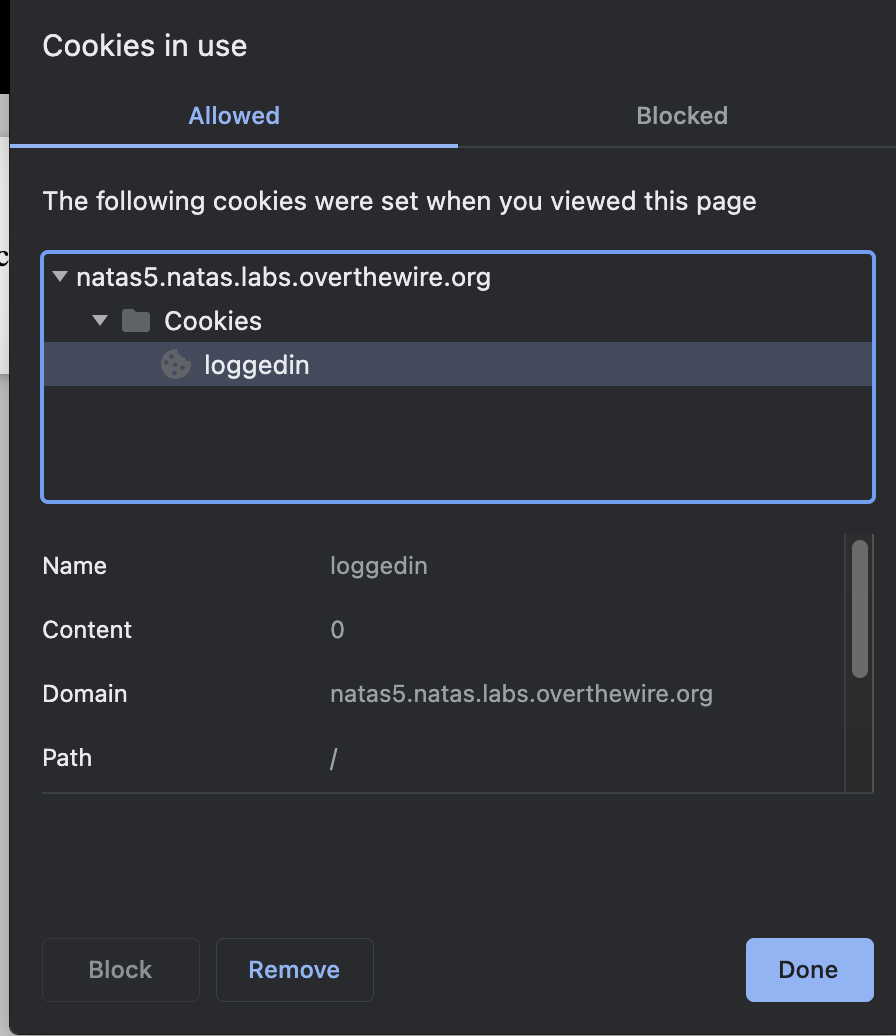 Cookies in use
Allowed Blocked
The following cookies were set when you viewed this page
natas5.natas.labs.overthewire.org
Cookies
loggedin
Name loggedin
Content 0
Domain natas5.natas.labs.overthewire.org
Path /
Block Remove Done